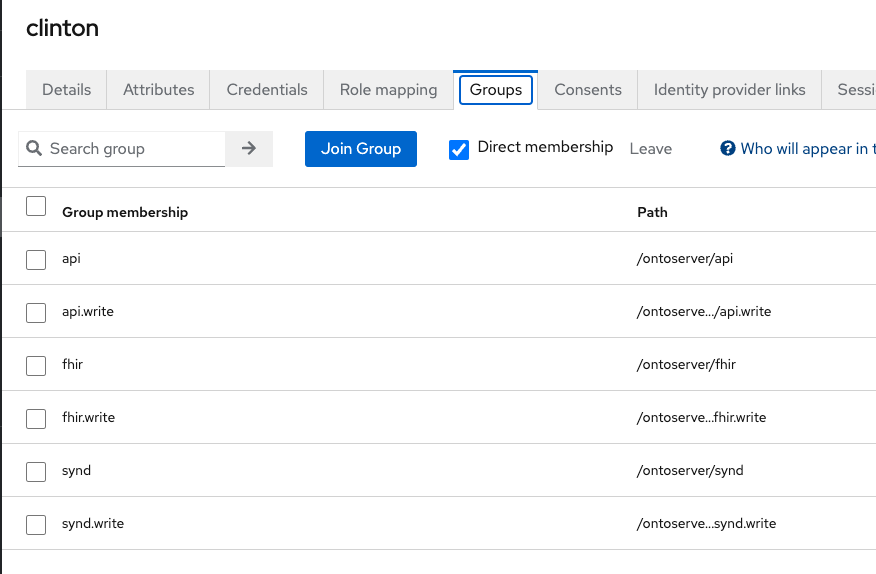 clinton
Details Attributes Credentials Role mapping Groups Consents Identity provider links Sessi
Search group Join Group Direct membership Leave Who will appear in t
Group membership Path
api /ontoserver/api
api.write /ontoserve.../api.write
fhir /ontoserver/fhir
fhir.write /ontoserve...fhir.write
synd /ontoserver/synd
synd.write /ontoserve...synd.write